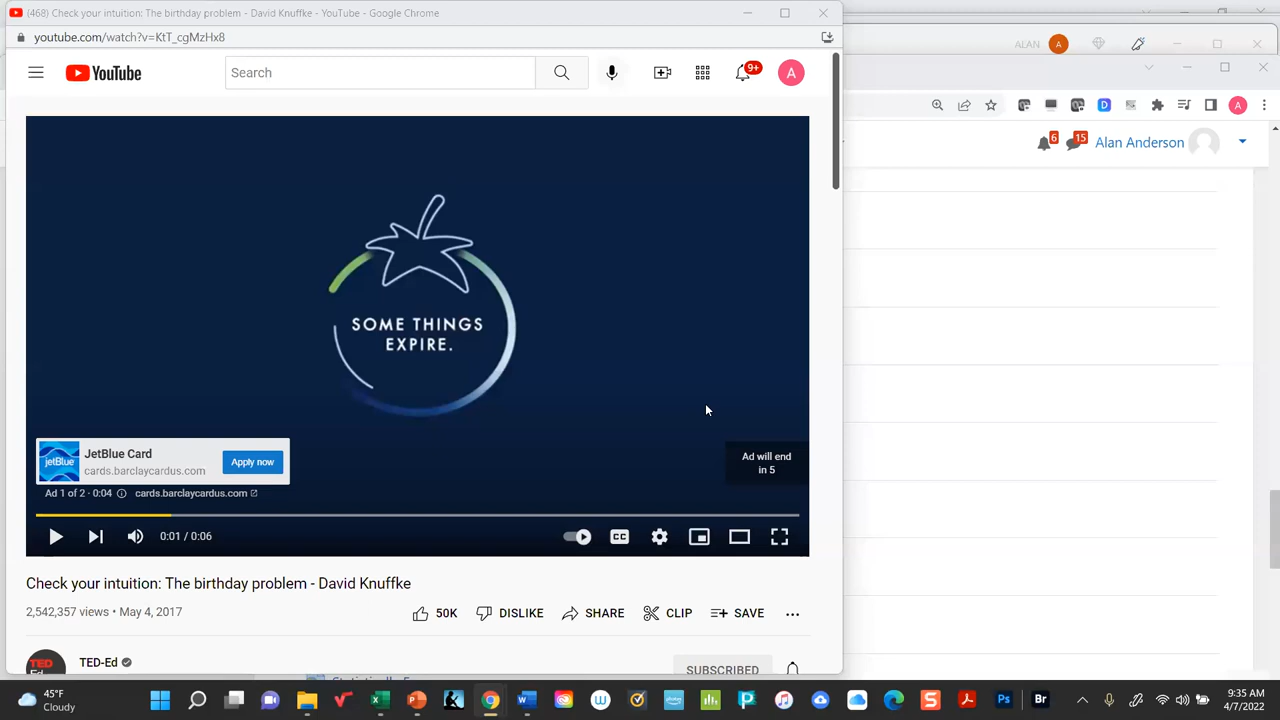 (468) Check your intuition: The birthday problem - David Knuffke - YouTube - Google Chrome
youtube.com/watch?v=KtT_cgMzHx8
ALAN A
YouTube
Search
9+
A
A
6
15
Alan Anderson
SOME THINGS
EXPIRE.
jetBlue
JetBlue Card
cards.barclaycardus.com
Apply now
Ad will end
in 5
Ad 1 of 2 · 0:04
cards.barclaycardus.com
0:01 / 0:06
CC
Check your intuition: The birthday problem - David Knuffke
2,542,357 views • May 4, 2017
50K
DISLIKE
SHARE
CLIP
SAVE
TED
Ed
TED-Ed
SUBSCRIBED
45°F
Cloudy
9:35 AM
4/7/2022